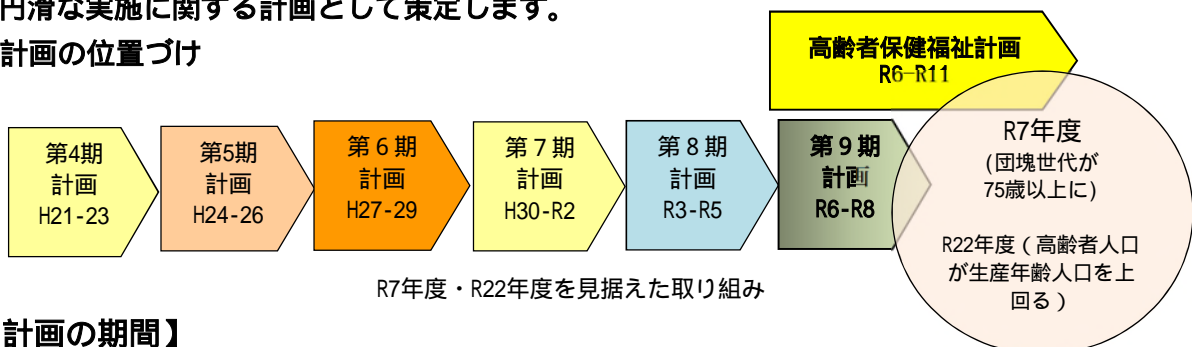 円滑な実施に関する計画として策定します。
計画の位置づけ
高齢者保健福祉計画
R6-R11
第4期
計画
H21-23
第5期
計画
H24-26
第６期
計画
H27-29
第７期
計画
H30-R2
第８期
計画
R3-R5
第９期
計画
R6-R8
R7年度
(団塊世代が
75歳以上に)
R22年度（高齢者人口
が生産年齢人口を上
回る）
R7年度・R22年度を見据えた取り組み
計画の期間】